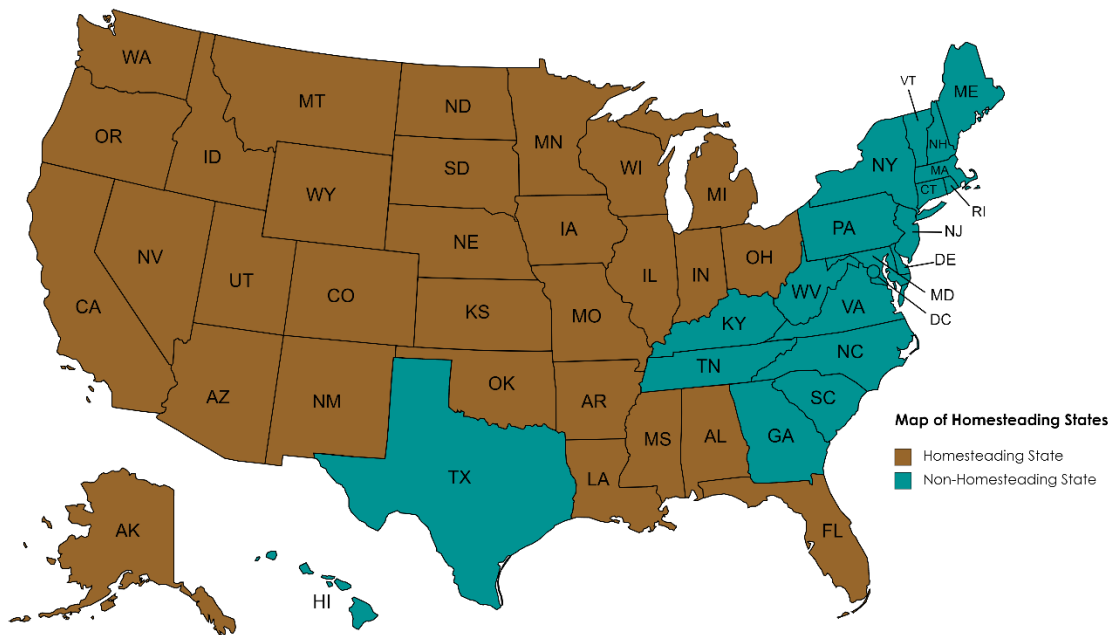 WA
MT
ND
MN
VT
ME
OR
ID
SD
WI
NY
NH
MA
WY
MI
CT
RI
IA
NE
PA
NJ
NV
OH
DE
UT
IL
IN
CO
WV
MD
CA
KS
MO
VA
DC
KY
NC
TN
OK
AZ
NM
AR
SC
MS
AL
GA
Map of Homesteading States
Homesteading State
TX
LA
Non-Homesteading State
AK
FL
HI